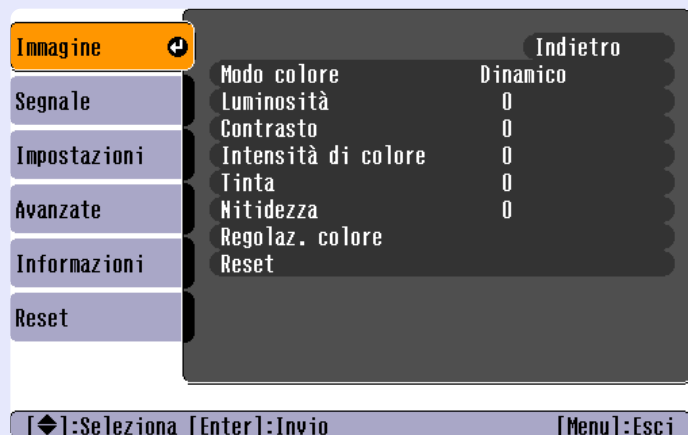 Immagine
Segnale
Impostazioni
Avanzate
Informazioni
Reset
Indietro
Modo colore Dinamico
Luminosità 0
Contrasto 0
Intensità di colore 0
Tinta 0
Nitidezza 0
Regolaz. colore
Reset
[◆]:Seleziona [Enter]:Invio [Menu]:Esci